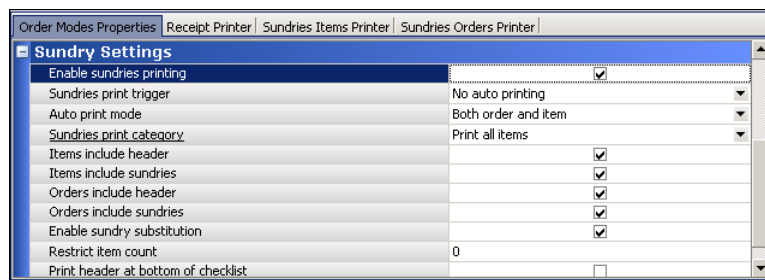 Order Modes Properties Receipt Printer Sundries Items Printer Sundries Orders Printer
Sundry Settings
Enable sundries printing
Sundries print trigger No auto printing
Auto print mode Both order and item
Sundries print category Print all items
Items include header
Items include sundries
Orders include header
Orders include sundries
Enable sundry substitution
Restrict item count 0
Print header at bottom of checklist